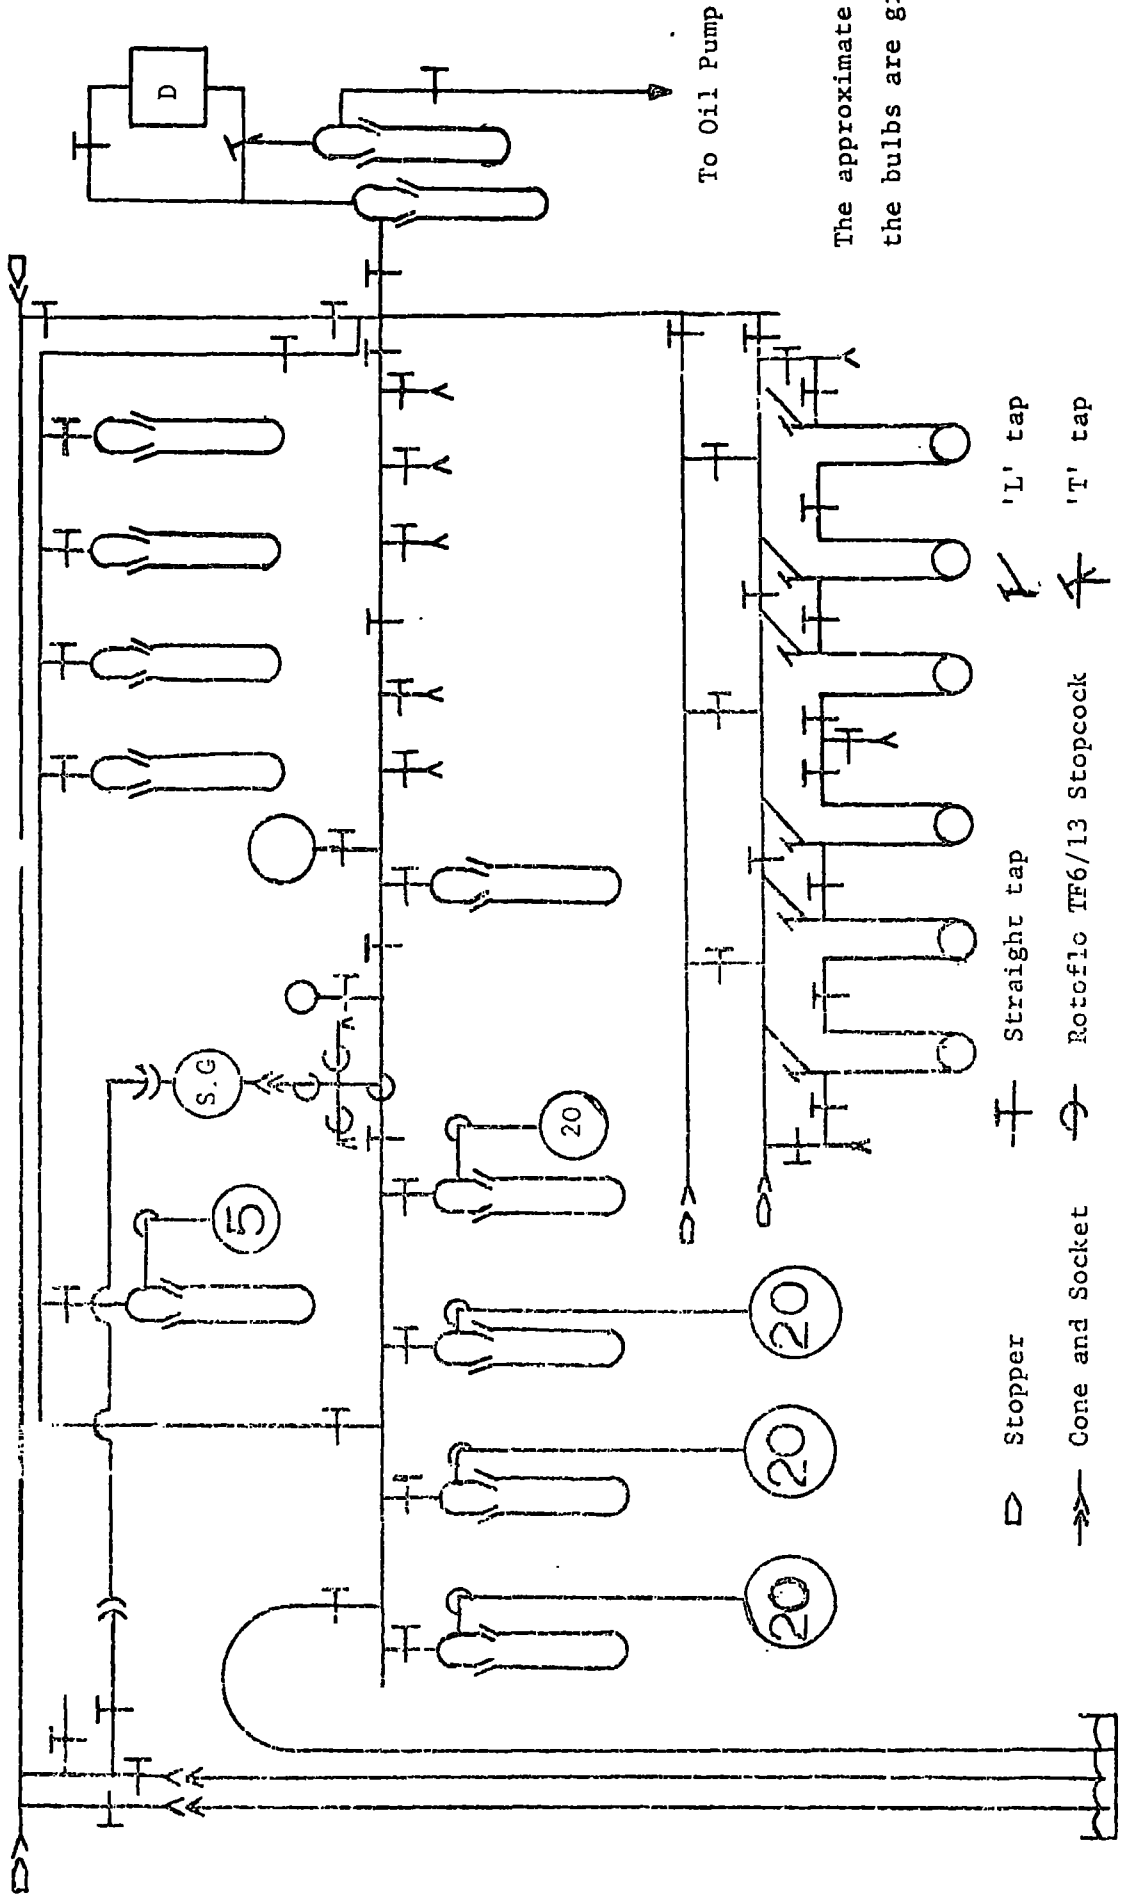 D
To Oil Pump
The approximate
the bulbs are g
S.G
5
20
20
20
20
Stopper
Straight tap
'L' tap
Cone and Socket
Rotoflo TF6/13 Stopcock
'T' tap